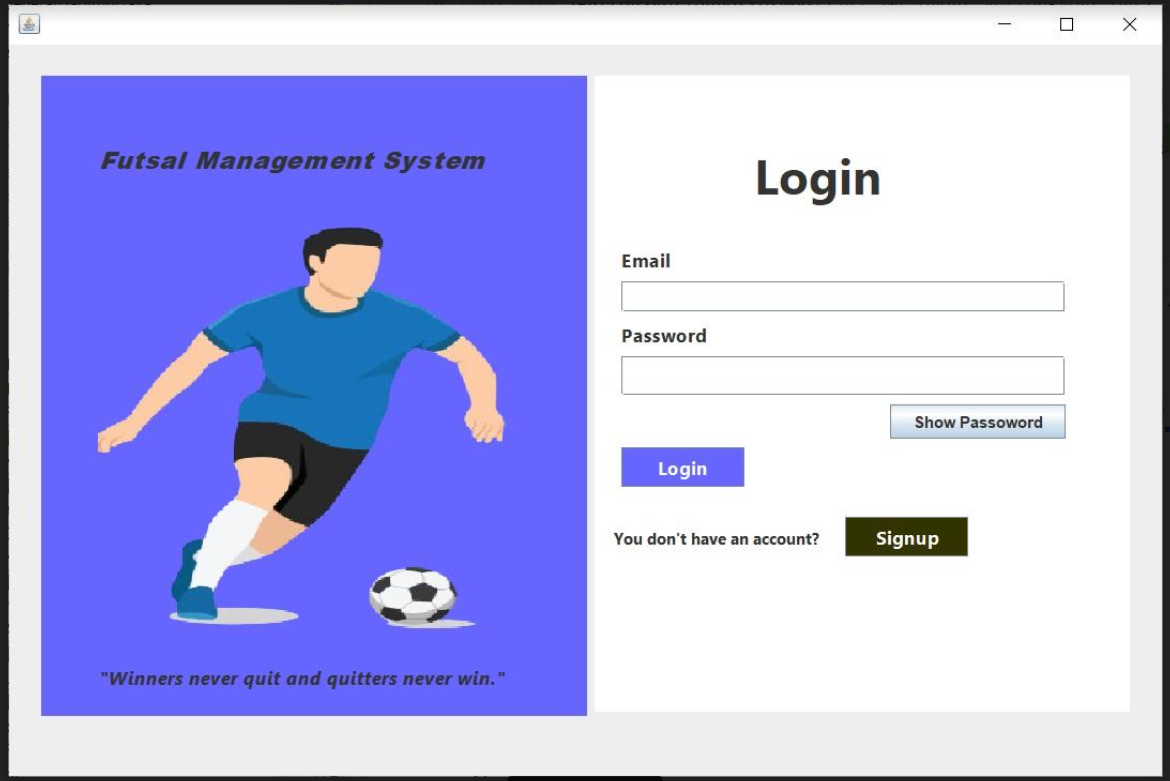 Futsal Management System
"Winners never quit and quitters never win."
Login
Email
Password
Show Passoword
Login
You don't have an account?
Signup